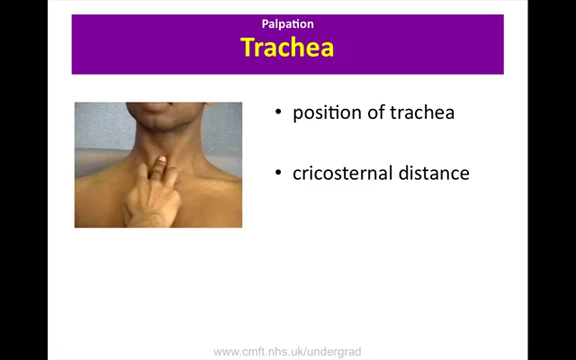 Palpation
Trachea
• position of trachea
• cricosternal distance
www.cmft.nhs.uk/undergrad